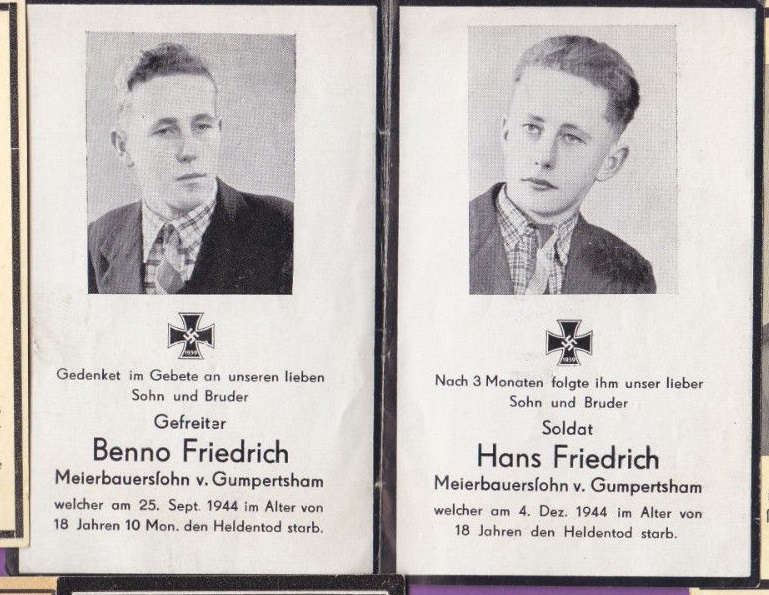 1939
Gedenket im Gebete an unseren lieben
Sohn und Bruder
Gefreiter
Benno Friedrich
Meierbauersſohn v. Gumpertsham
welcher am 25. Sept. 1944 im Alter von
18 Jahren 10 Mon. den Heldentod starb.
1939
Nach 3 Monaten folgte ihm unser lieber
Sohn und Bruder
Soldat
Hans Friedrich
Meierbauersſohn v. Gumpertsham
welcher am 4. Dez. 1944 im Alter von
18 Jahren den Heldentod starb.